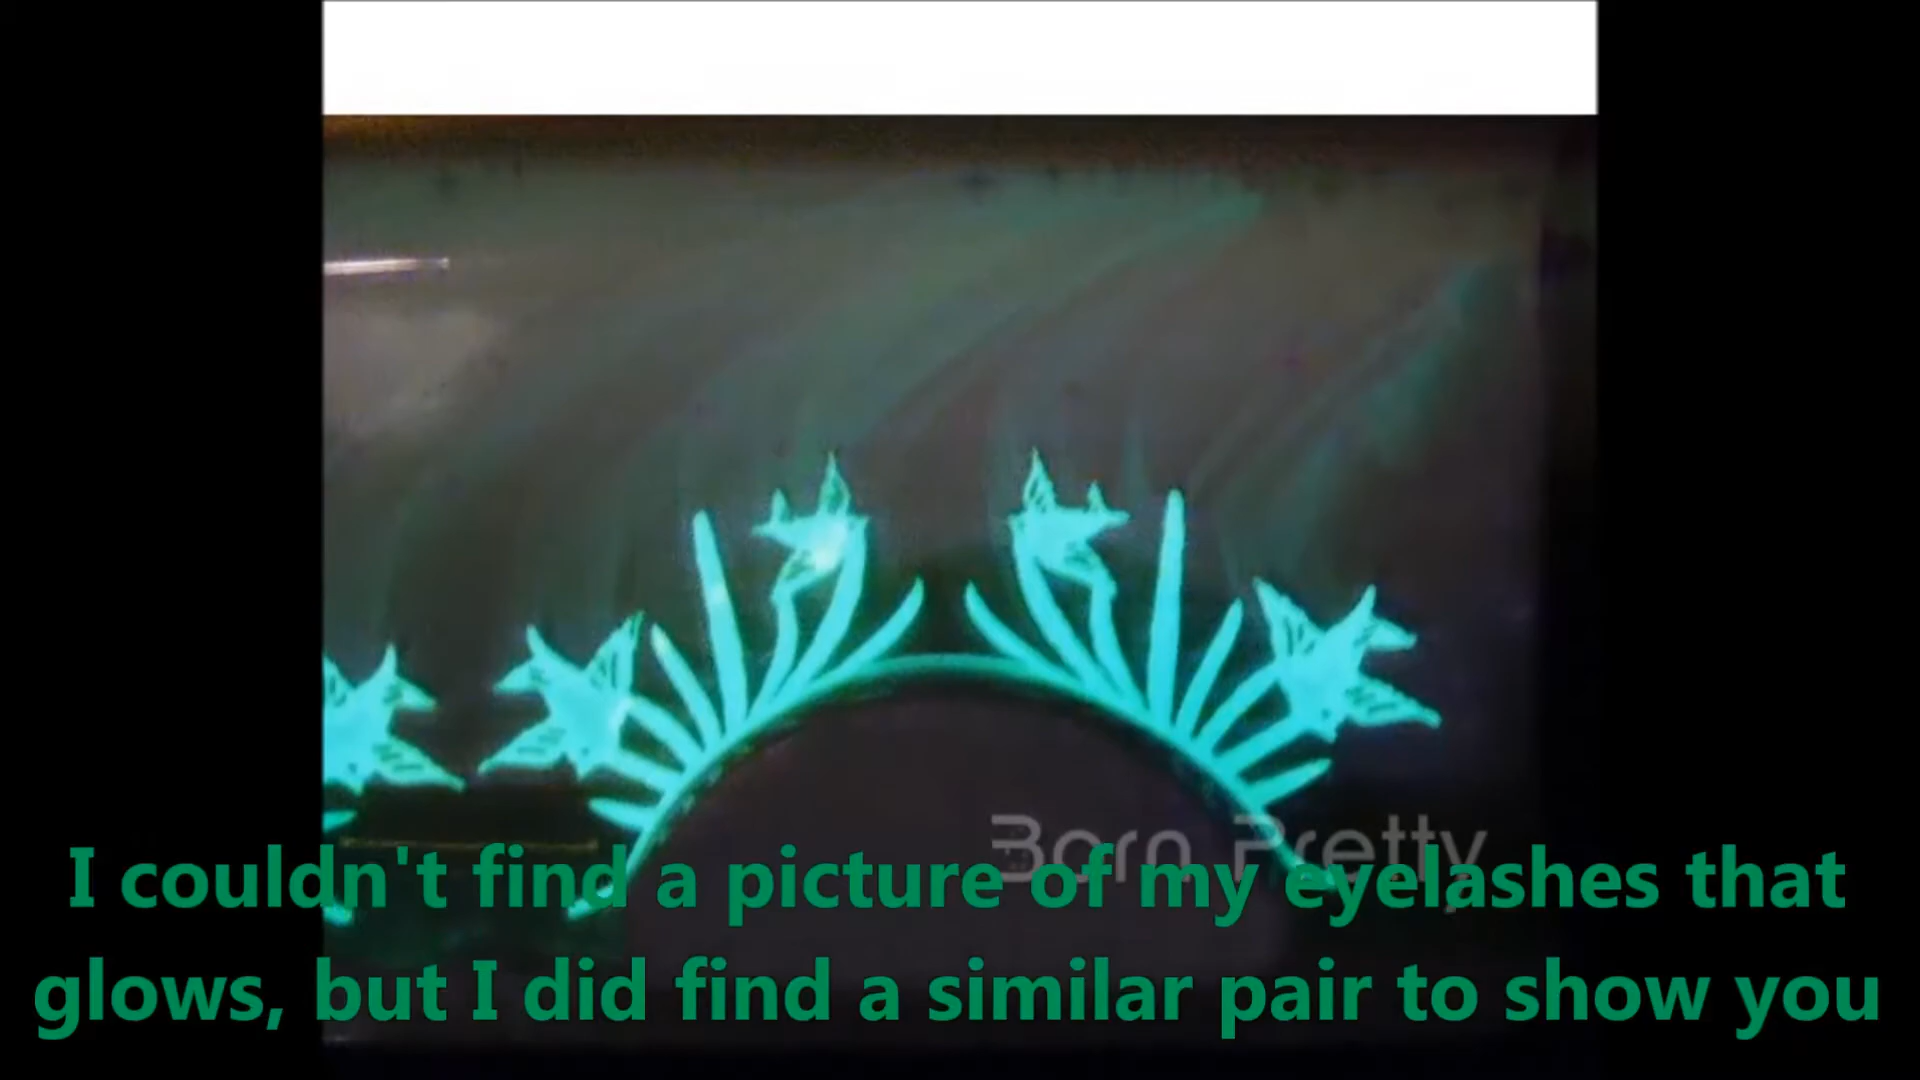 Born Pretty
I couldn't find a picture of my eyelashes that
glows, but I did find a similar pair to show you